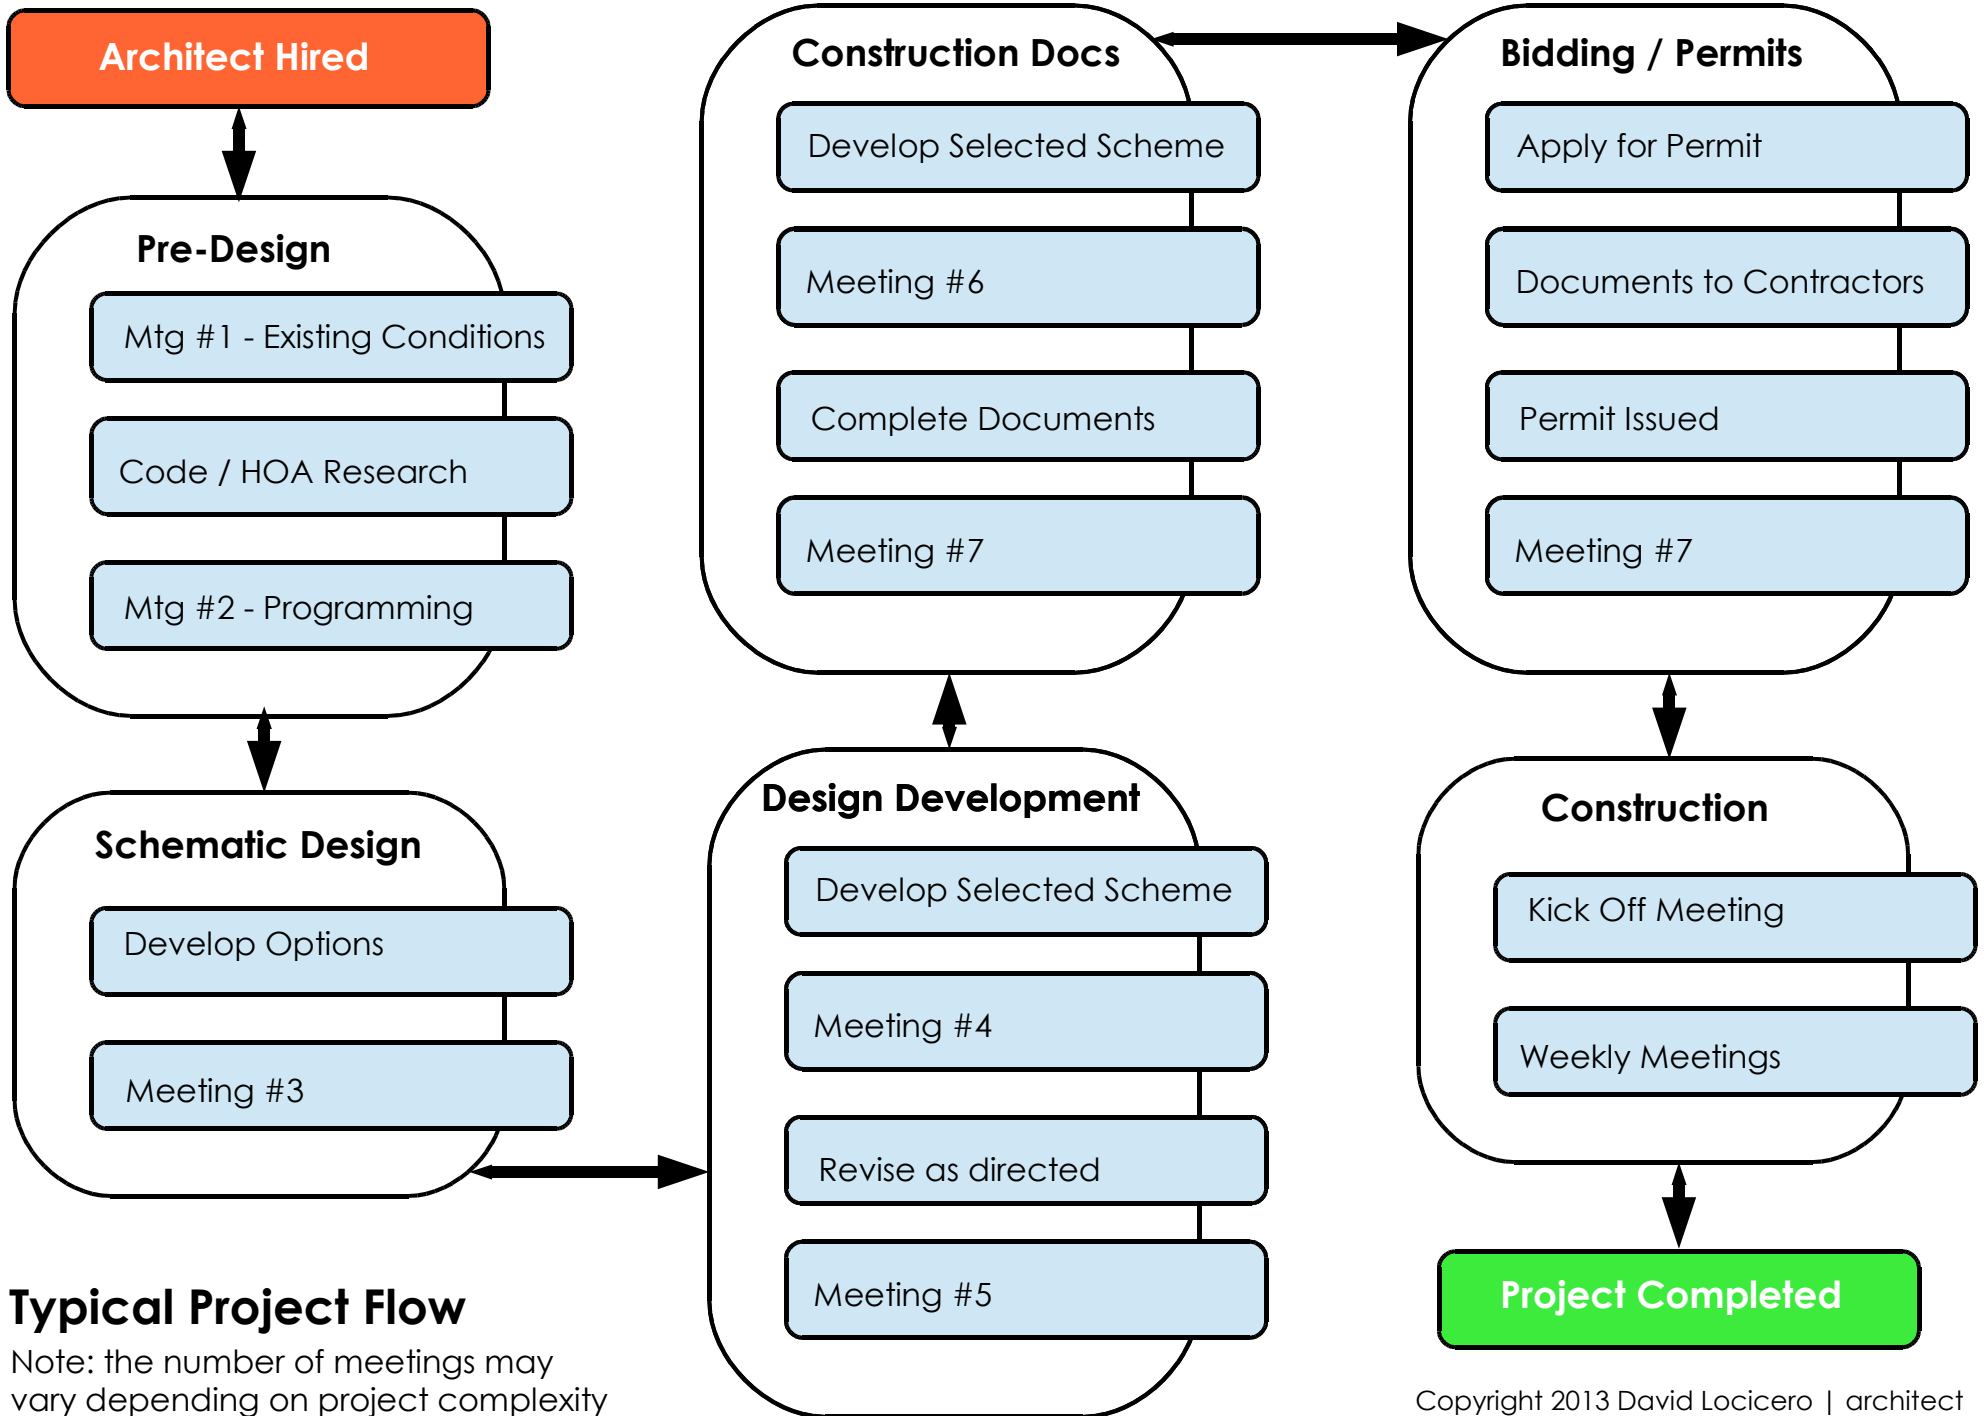 Architect Hired
Pre-Design
Mtg #1 - Existing Conditions
Code / HOA Research
Mtg #2 - Programming
Schematic Design
Develop Options
Meeting #3
Design Development
Develop Selected Scheme
Meeting #4
Revise as directed
Meeting #5
Construction Docs
Develop Selected Scheme
Meeting #6
Complete Documents
Meeting #7
Bidding / Permits
Apply for Permit
Documents to Contractors
Permit Issued
Meeting #7
Construction
Kick Off Meeting
Weekly Meetings
Project Completed
Typical Project Flow
Note: the number of meetings may
vary depending on project complexity
Copyright 2013 David Locicero | architect